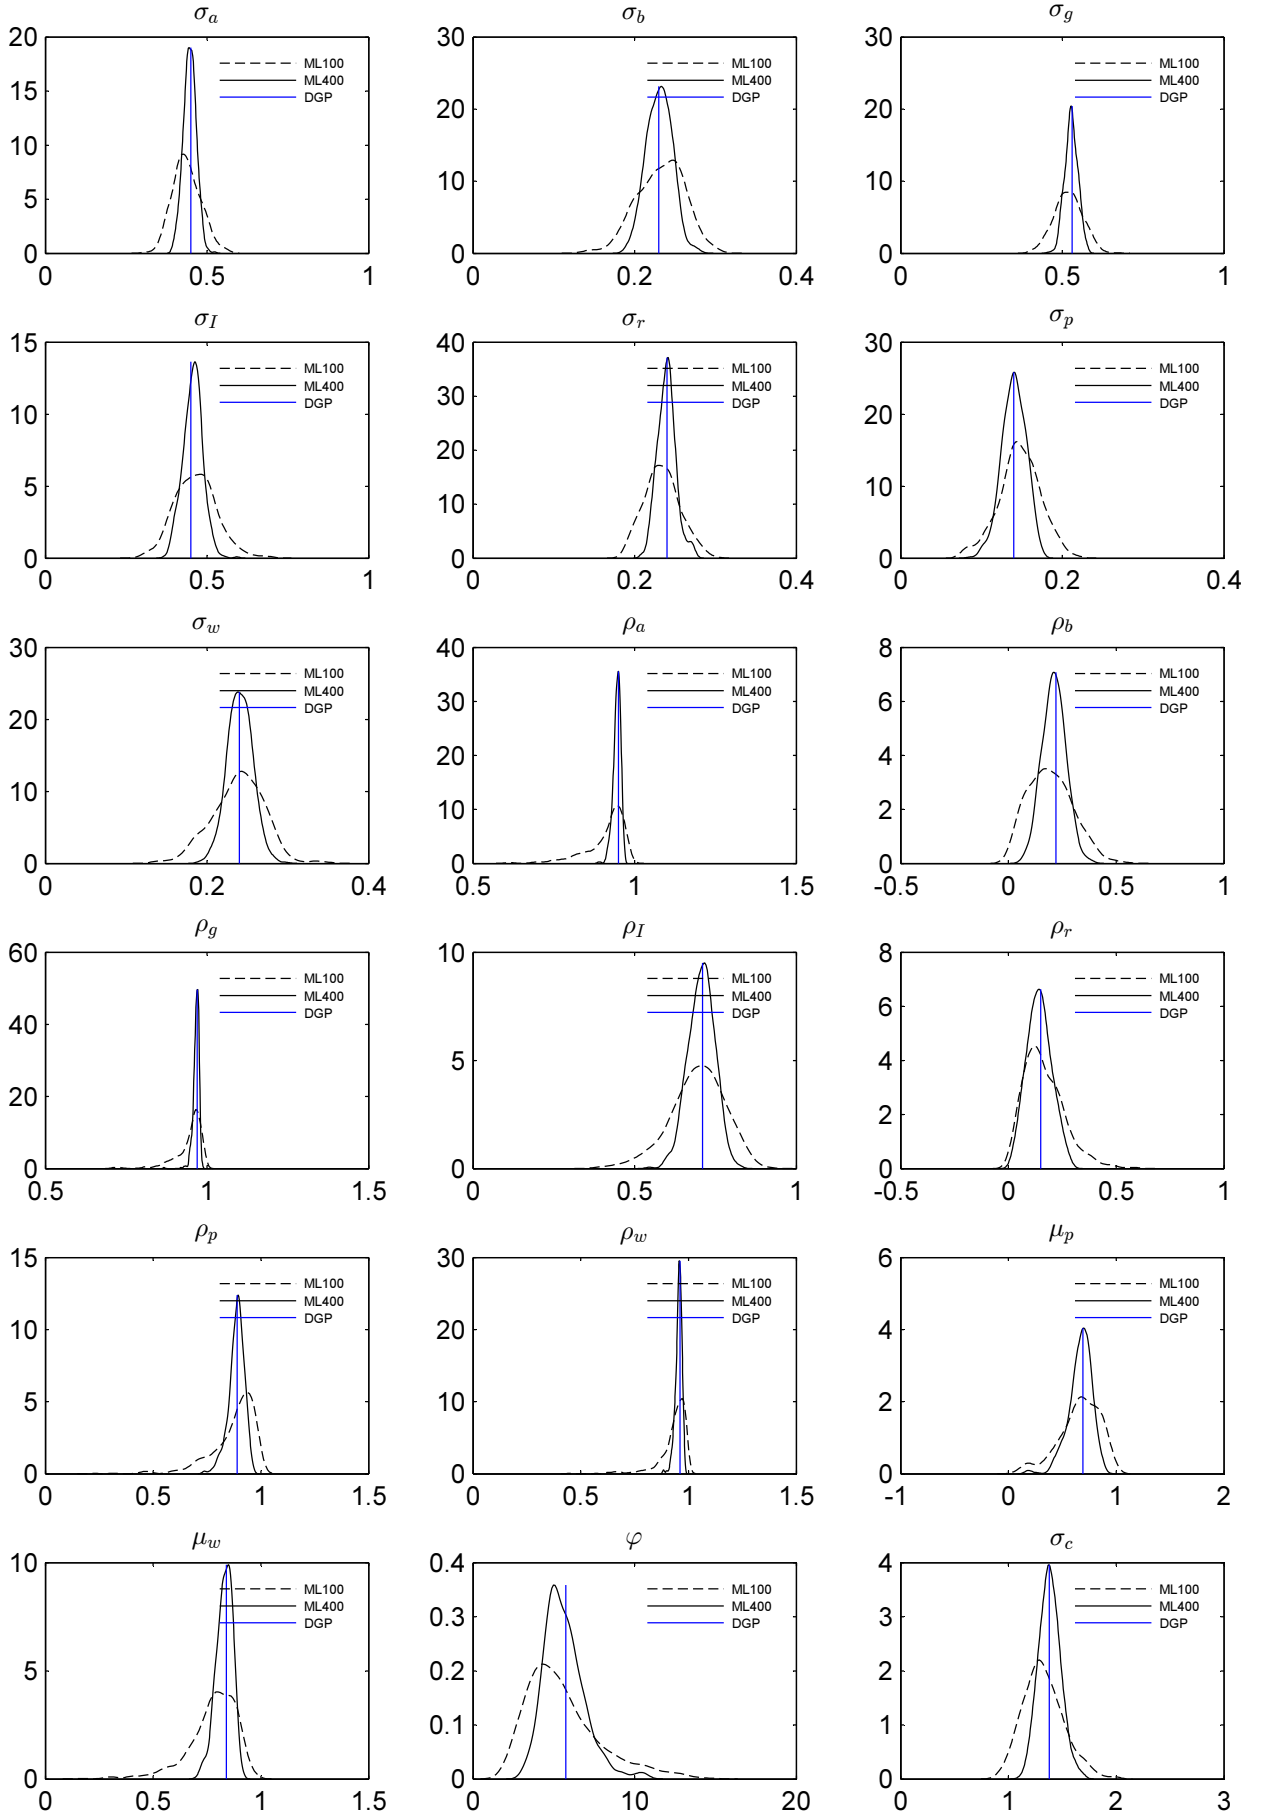 σ_a
20
15
10
5
0
0 0.5 1
ML100
ML400
DGP
σ_b
30
20
10
0
0 0.2 0.4
ML100
ML400
DGP
σ_g
30
20
10
0
0 0.5 1
ML100
ML400
DGP
σ_I
15
10
5
0
0 0.5 1
ML100
ML400
DGP
σ_r
40
30
20
10
0
0 0.2 0.4
ML100
ML400
DGP
σ_p
30
20
10
0
0 0.2 0.4
ML100
ML400
DGP
σ_w
30
20
10
0
0 0.2 0.4
ML100
ML400
DGP
ρ_a
40
30
20
10
0
0.5 1 1.5
ML100
ML400
DGP
ρ_b
8
6
4
2
0
-0.5 0 0.5 1
ML100
ML400
DGP
ρ_g
60
40
20
0
0.5 1 1.5
ML100
ML400
DGP
ρ_I
10
5
0
0 0.5 1
ML100
ML400
DGP
ρ_r
8
6
4
2
0
-0.5 0 0.5 1
ML100
ML400
DGP
ρ_p
15
10
5
0
0 0.5 1 1.5
ML100
ML400
DGP
ρ_w
30
20
10
0
0 0.5 1 1.5
ML100
ML400
DGP
μ_p
6
4
2
0
-1 0 1 2
ML100
ML400
DGP
μ_w
10
5
0
0 0.5 1 1.5
ML100
ML400
DGP
φ
0.4
0.3
0.2
0.1
0
0 10 20
ML100
ML400
DGP
σ_c
4
3
2
1
0
0 1 2 3
ML100
ML400
DGP